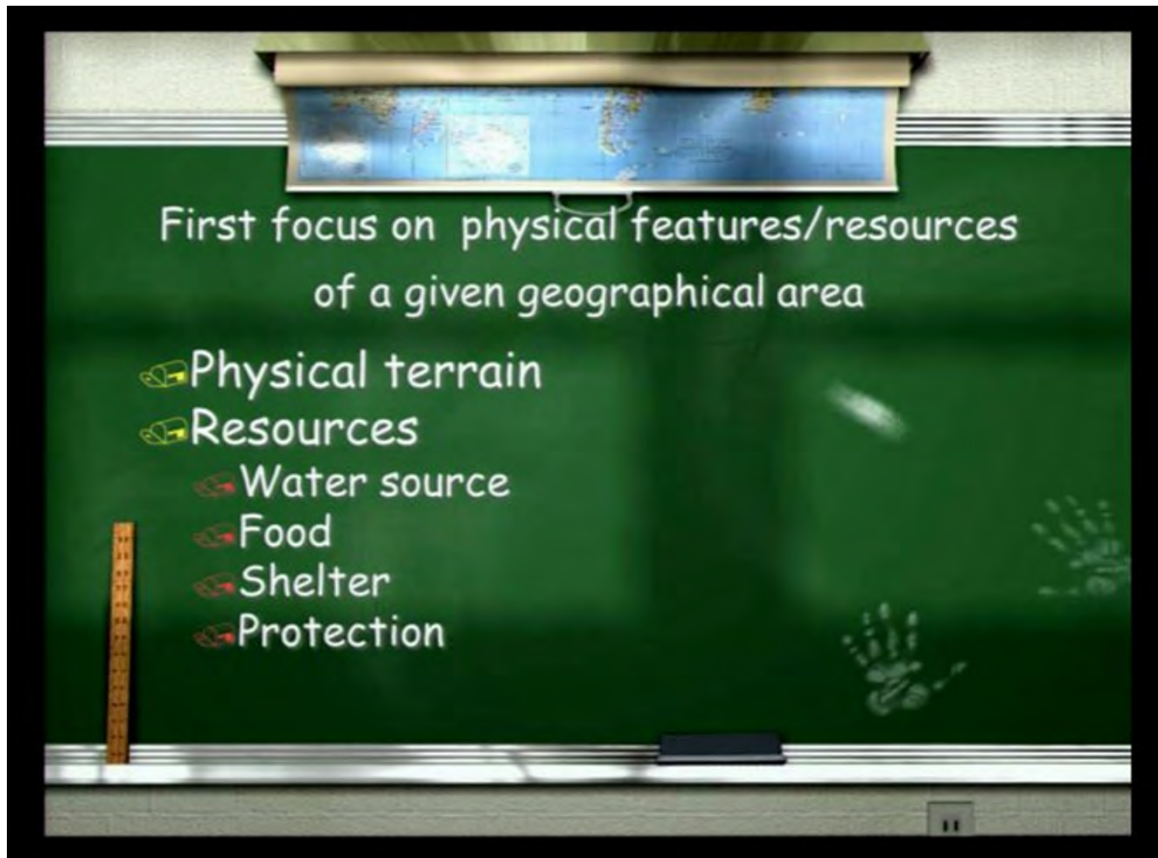 First focus on physical features/resources
of a given geographical area
Physical terrain
Resources
Water source
Food
Shelter
Protection